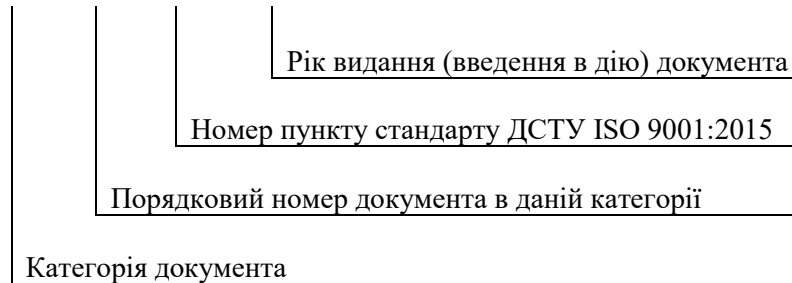 Рік видання (введення в дію) документа
Номер пункту стандарту ДСТУ ISO 9001:2015
Порядковий номер документа в даній категорії
Категорія документа